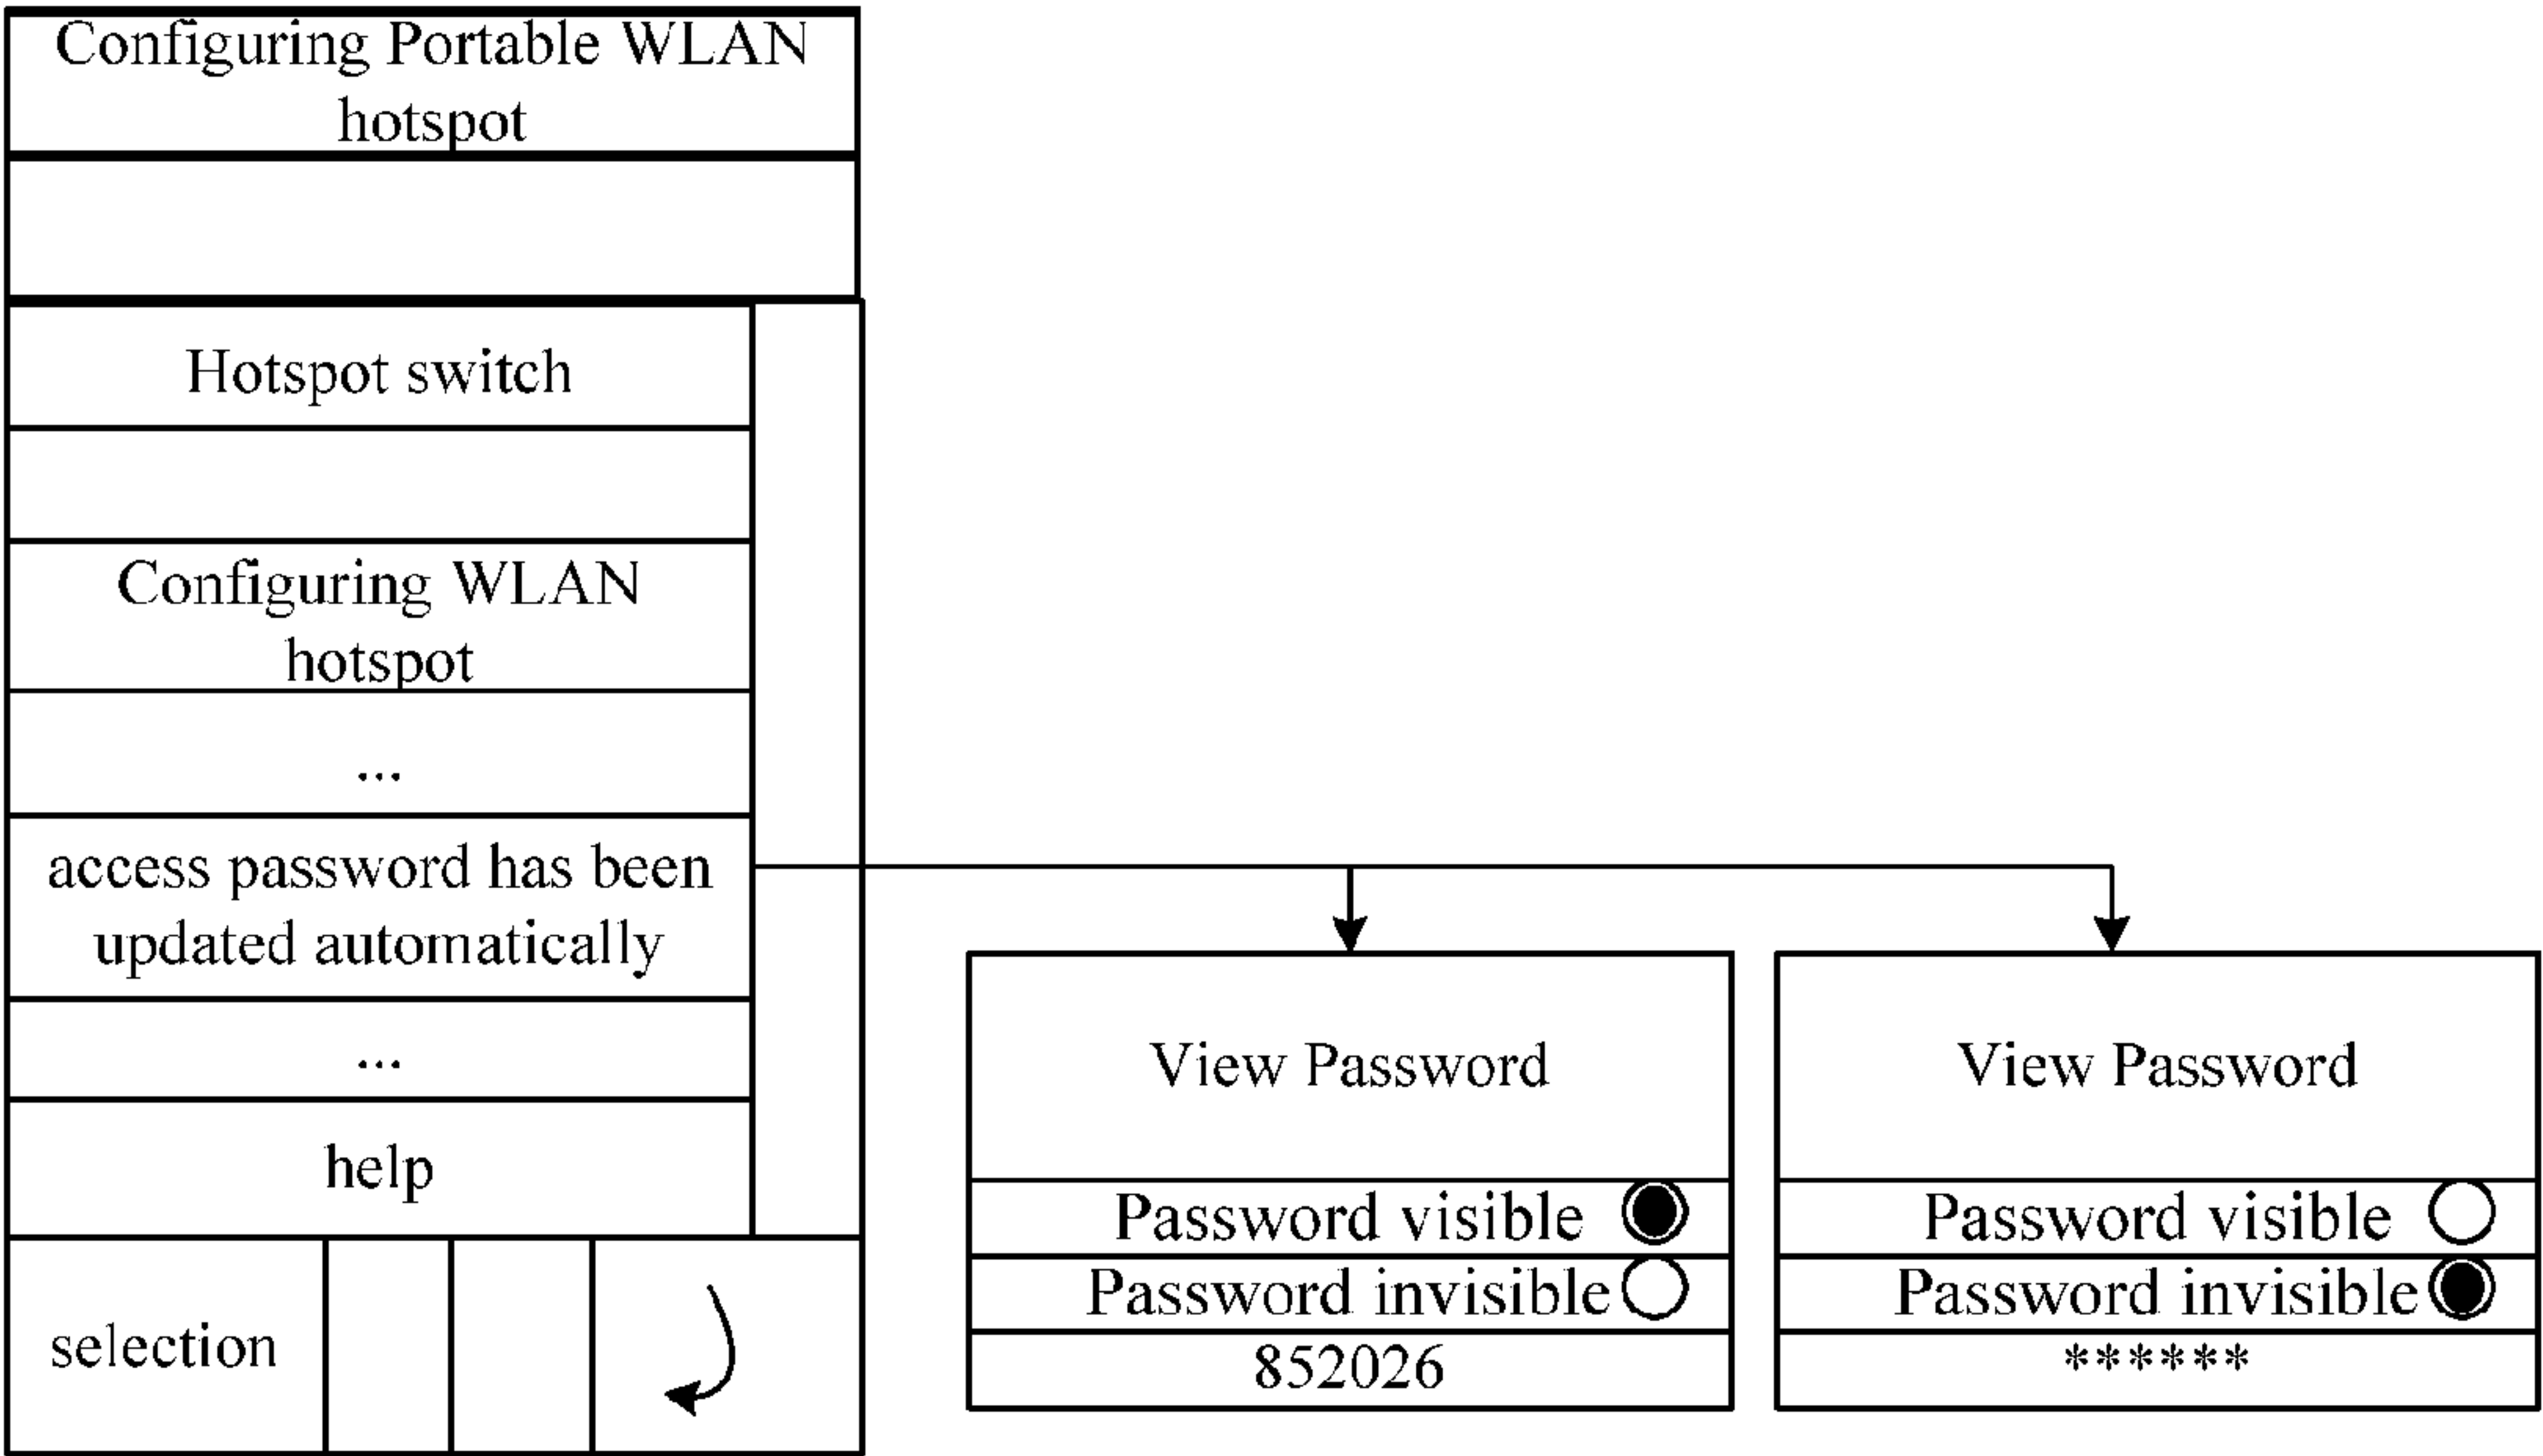 Configuring Portable WLAN
hotspot
Hotspot switch
Configuring WLAN
hotspot
...
access password has been
updated automatically
...
help
selection
View Password
Password visible
Password invisible
852026
View Password
Password visible
Password invisible
******